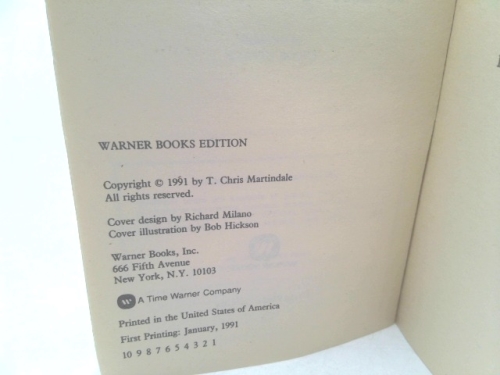 WARNER BOOKS EDITION
Copyright © 1991 by T. Chris Martindale
All rights reserved.
Cover design by Richard Milano
Cover illustration by Bob Hickson
Warner Books, Inc.
666 Fifth Avenue
New York, N.Y. 10103
W A Time Warner Company
Printed in the United States of America
First Printing: January, 1991
10 9 8 7 6 5 4 3 2 1